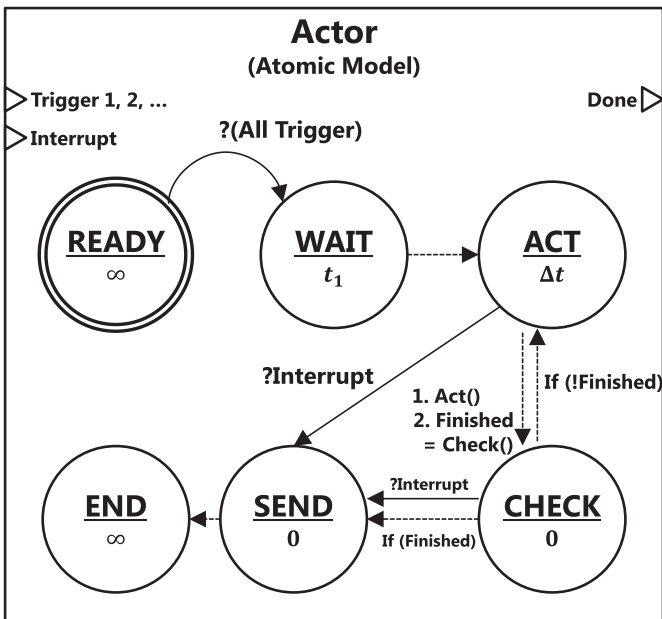 Actor
(Atomic Model)
Trigger 1, 2, ...
Done
Interrupt
?(All Trigger)
READY
∞
WAIT
t₁
ACT
Δt
?Interrupt
If (!Finished)
1. Act()
2. Finished
= Check()
END
∞
SEND
0
?Interrupt
If (Finished)
CHECK
0